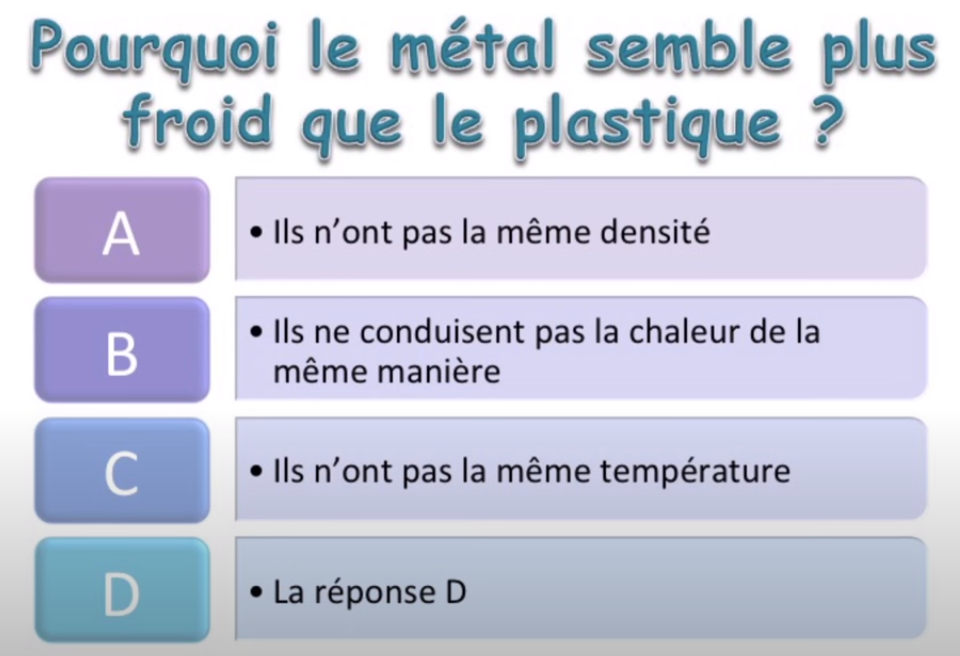 Pourquoi le métal semble plus
froid que le plastique ?
A
• Ils n’ont pas la même densité
B
• Ils ne conduisent pas la chaleur de la
même manière
C
• Ils n’ont pas la même température
D
• La réponse D